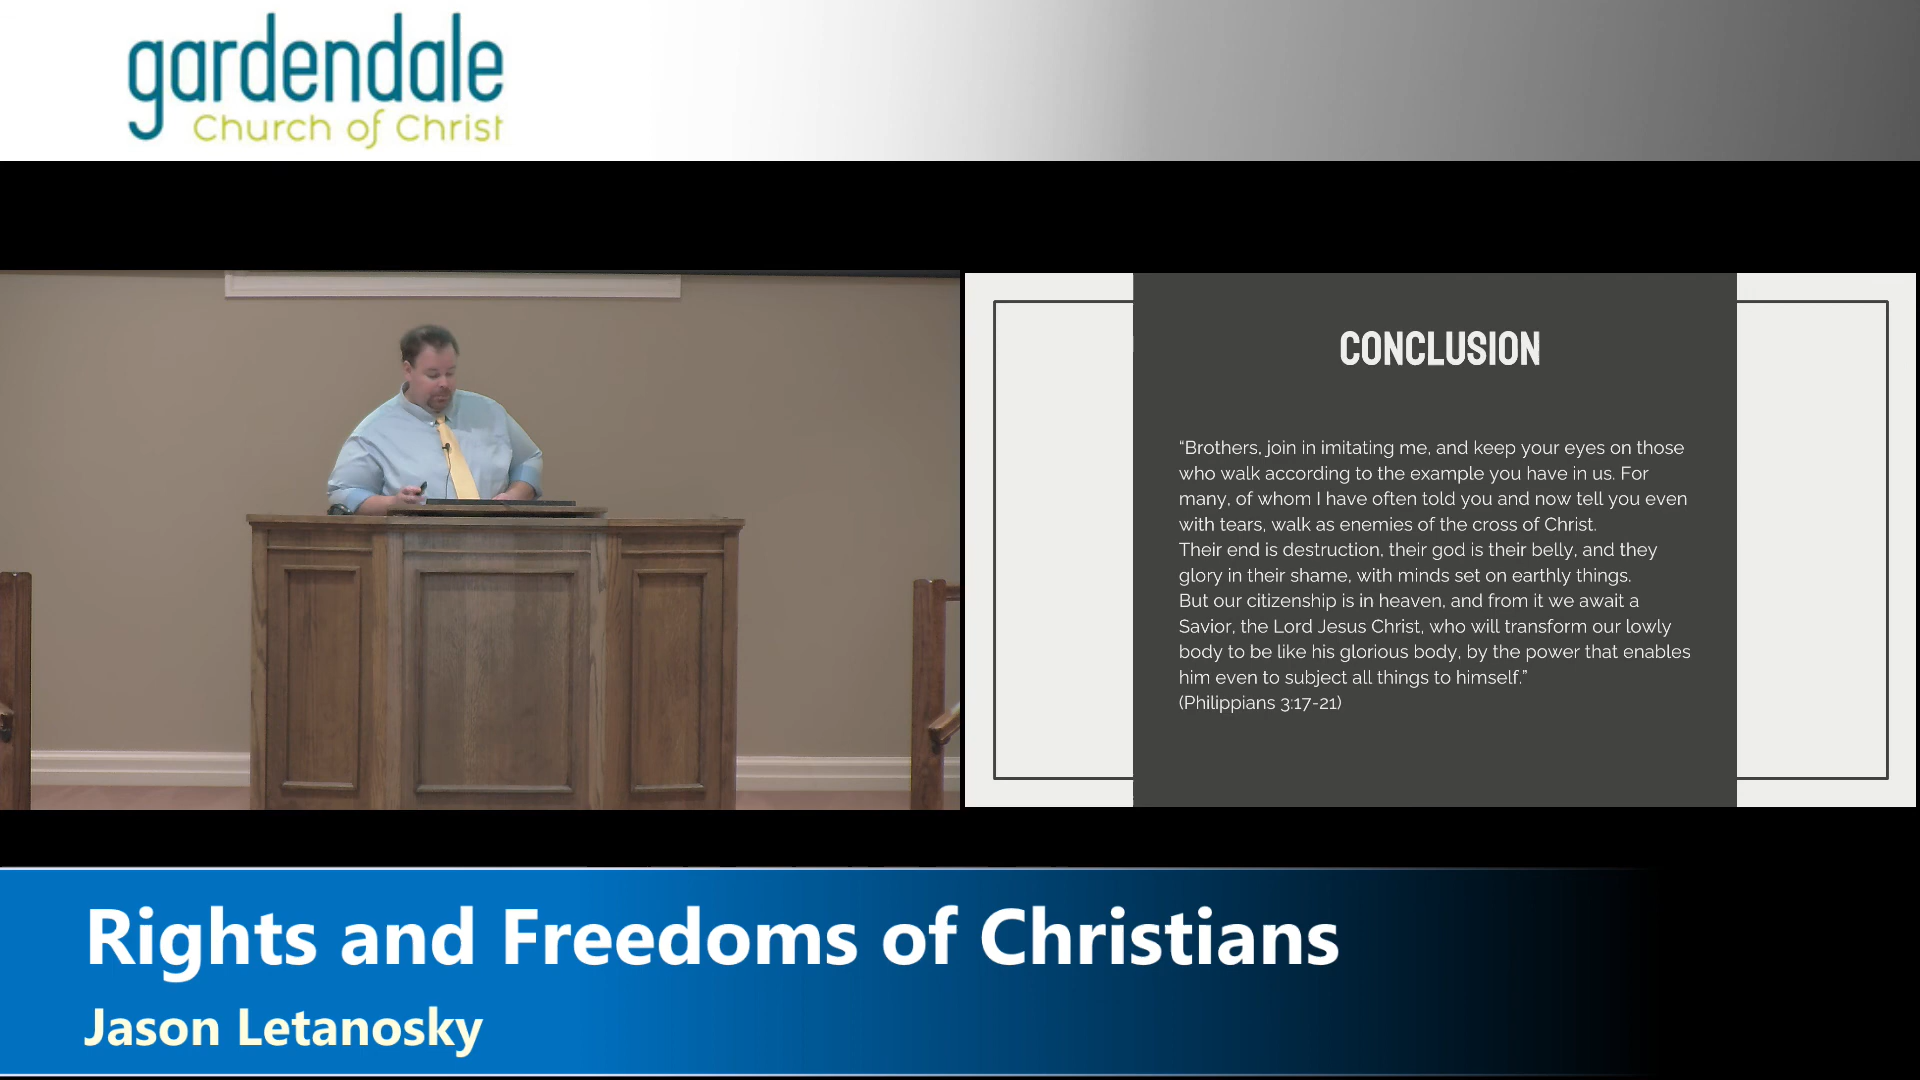 gardendale
Church of Christ
CONCLUSION
“Brothers, join in imitating me, and keep your eyes on those
who walk according to the example you have in us. For
many, of whom I have often told you and now tell you even
with tears, walk as enemies of the cross of Christ.
Their end is destruction, their god is their belly, and they
glory in their shame, with minds set on earthly things.
But our citizenship is in heaven, and from it we await a
Savior, the Lord Jesus Christ, who will transform our lowly
body to be like his glorious body, by the power that enables
him even to subject all things to himself.”
(Philippians 3:17-21)
Rights and Freedoms of Christians
Jason Letanosky